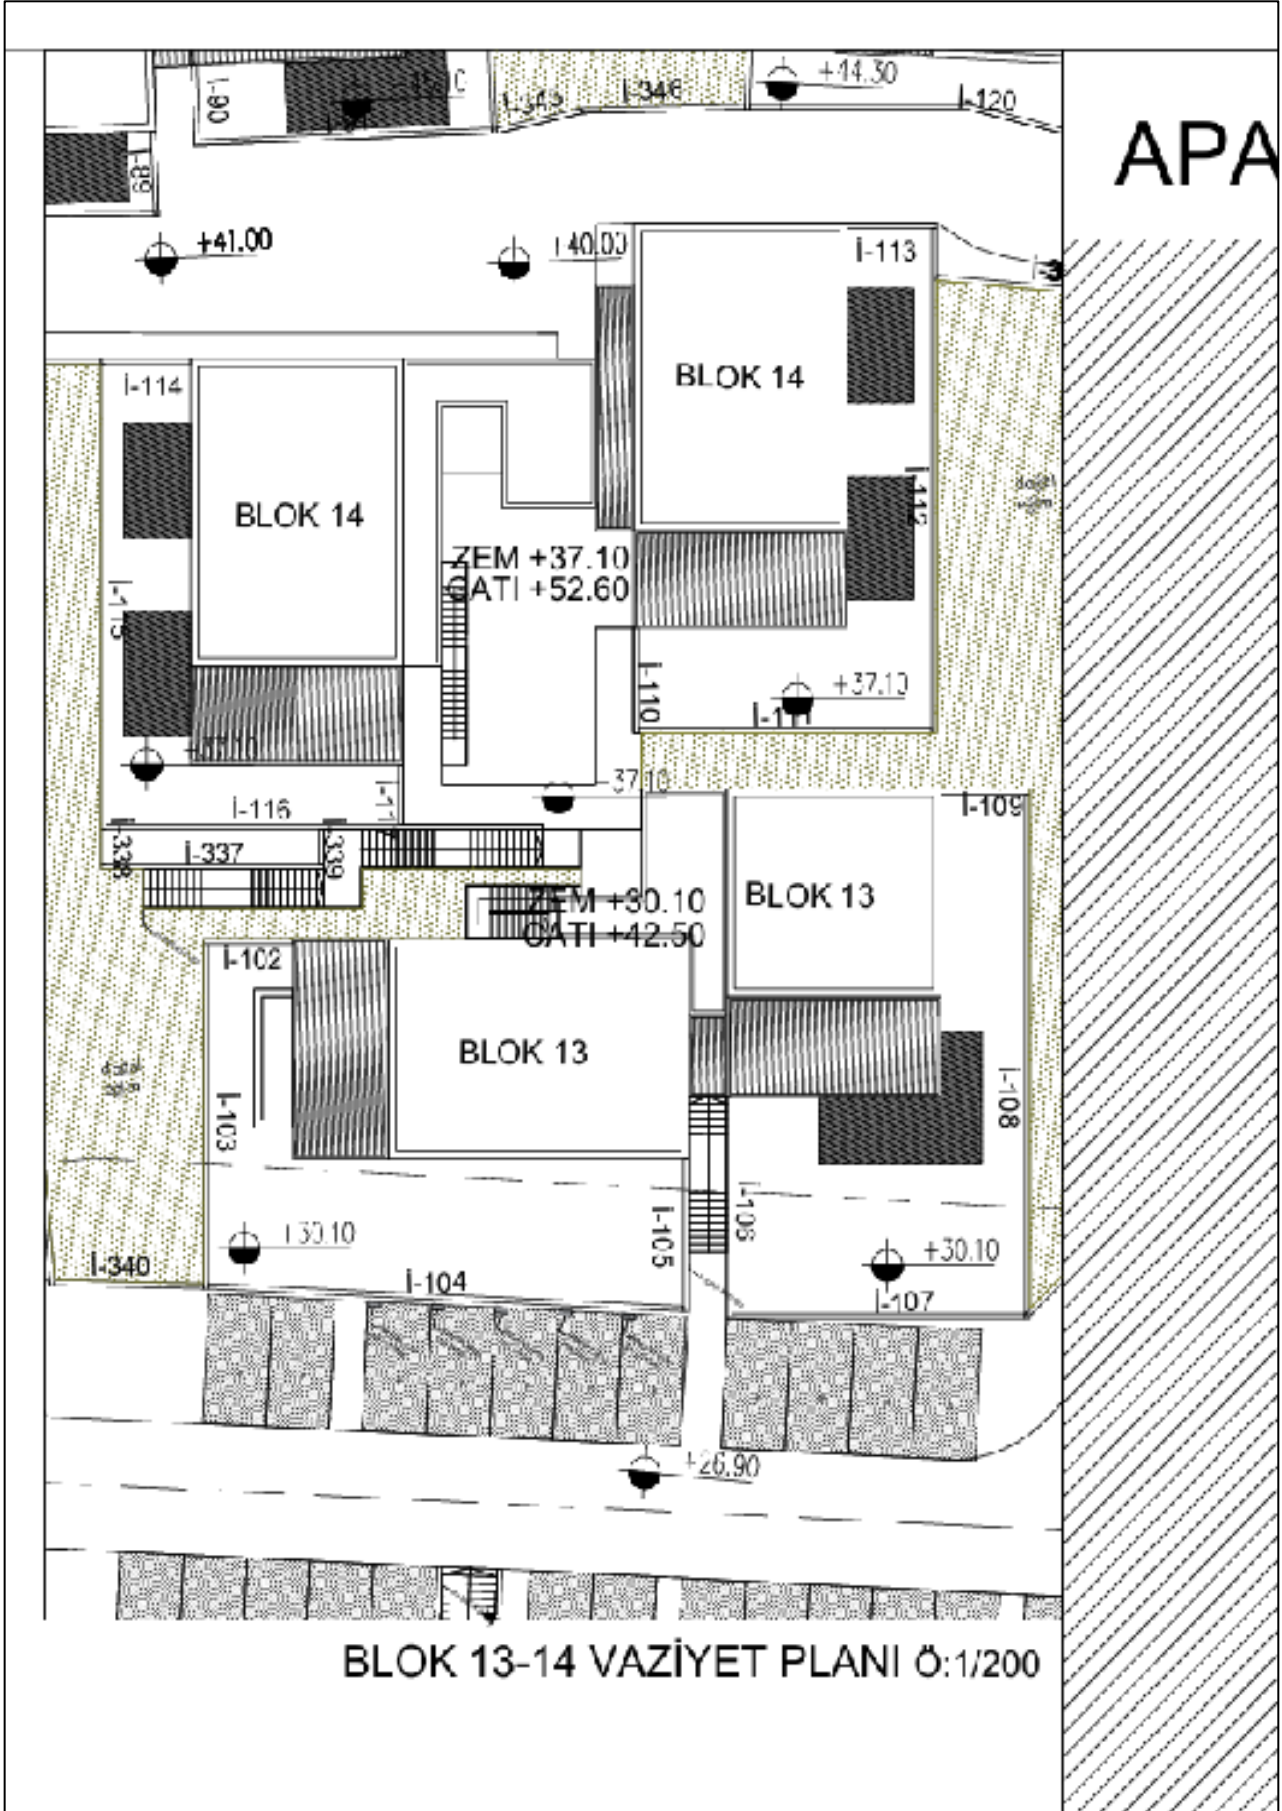 +44.30
İ-90
İ-346
İ-120
İ-89
APA
+41.00
+40.00
İ-113
BLOK 14
İ-114
BLOK 14
İ-112
ZEM +37.10
ÇATI +52.60
İ-115
İ-110
+37.10
İ-111
37.10
İ-116
İ-117
İ-109
İ-338
İ-337
İ-339
BLOK 13
ZEM +30.10
ÇATI +42.50
İ-102
BLOK 13
İ-103
İ-108
İ-105
İ-106
+30.10
+30.10
İ-340
İ-104
İ-107
+26.90
BLOK 13-14 VAZİYET PLANI Ö:1/200